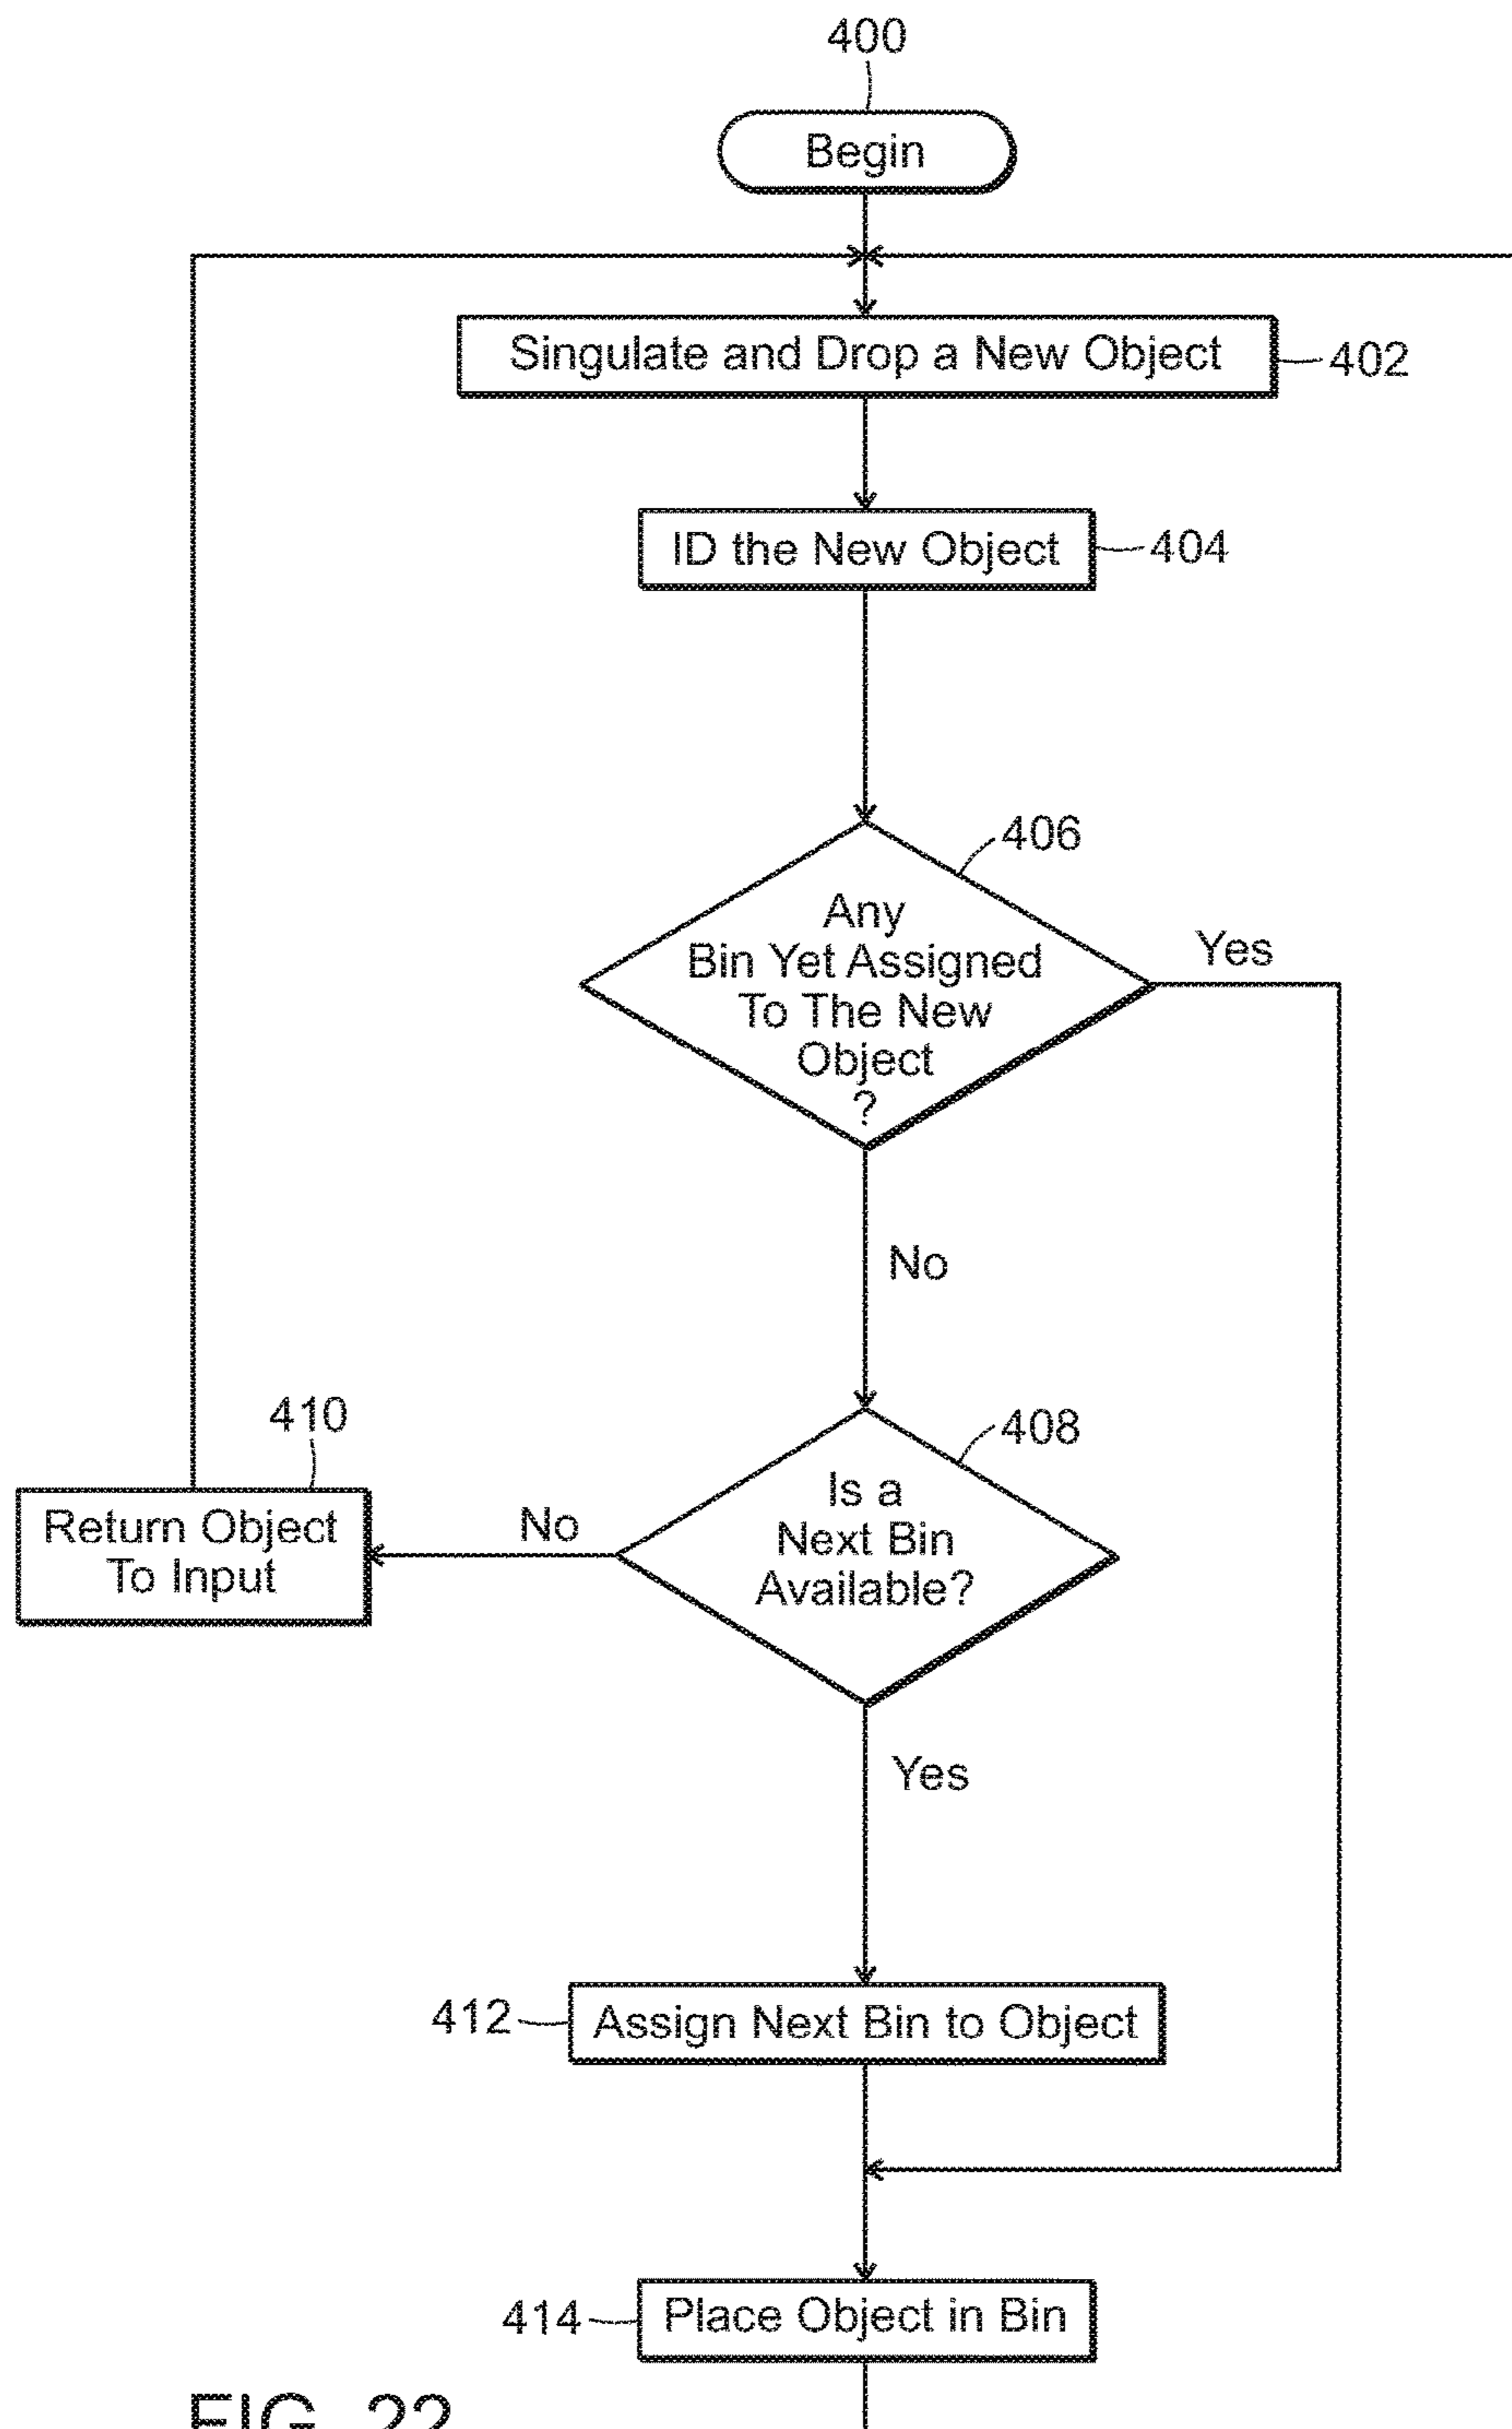 400
Begin
Singulate and Drop a New Object
402
ID the New Object
404
406
Any
Bin Yet Assigned
To The New
Object
?
Yes
No
408
Is a
Next Bin
Available?
No
410
Return Object
To Input
Yes
412
Assign Next Bin to Object
414
Place Object in Bin
FIG. 22